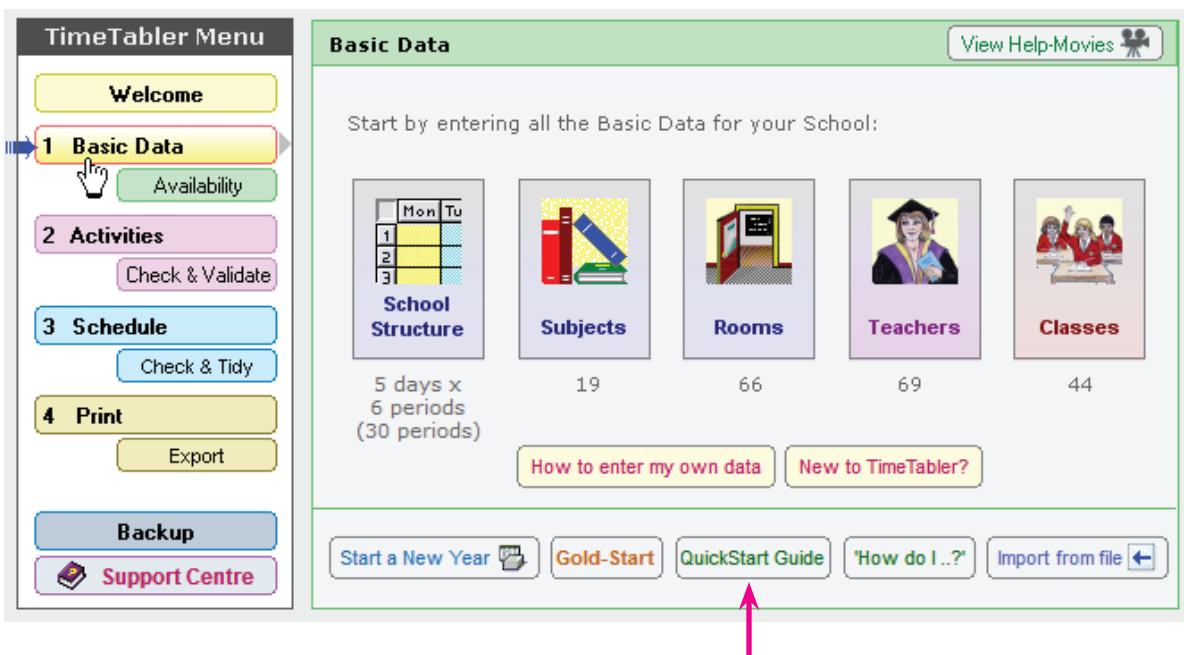 TimeTabler Menu
Welcome
1 Basic Data
Availability
2 Activities
Check & Validate
3 Schedule
Check & Tidy
4 Print
Export
Backup
Support Centre
Basic Data
View Help-Movies
Start by entering all the Basic Data for your School:
Mon Tu
1
2
3
School
Structure
Subjects
Rooms
Teachers
Classes
5 days x
6 periods
(30 periods)
19
66
69
44
How to enter my own data
New to TimeTabler?
Start a New Year
Gold-Start
QuickStart Guide
'How do I ..?'
Import from file